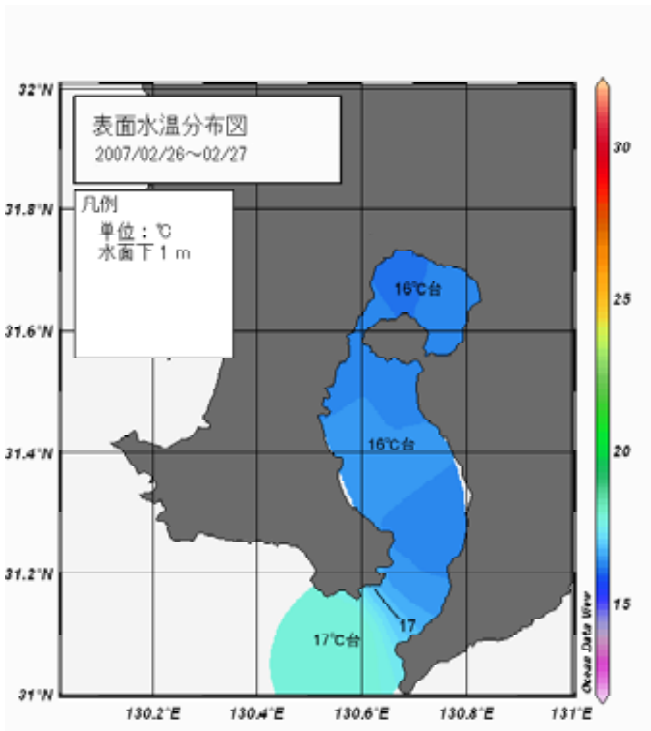 32°N
表面水温分布図
2007/02/26～02/27
30
凡例
31.8°N
単位：℃
水面下１ｍ
16℃台
25
31.6°N
16℃台
20
31.4°N
31.2°N
15
17
17℃台
Ocean Data View
31°N
130.2°E
130.4°E
130.6°E
130.8°E
131°E